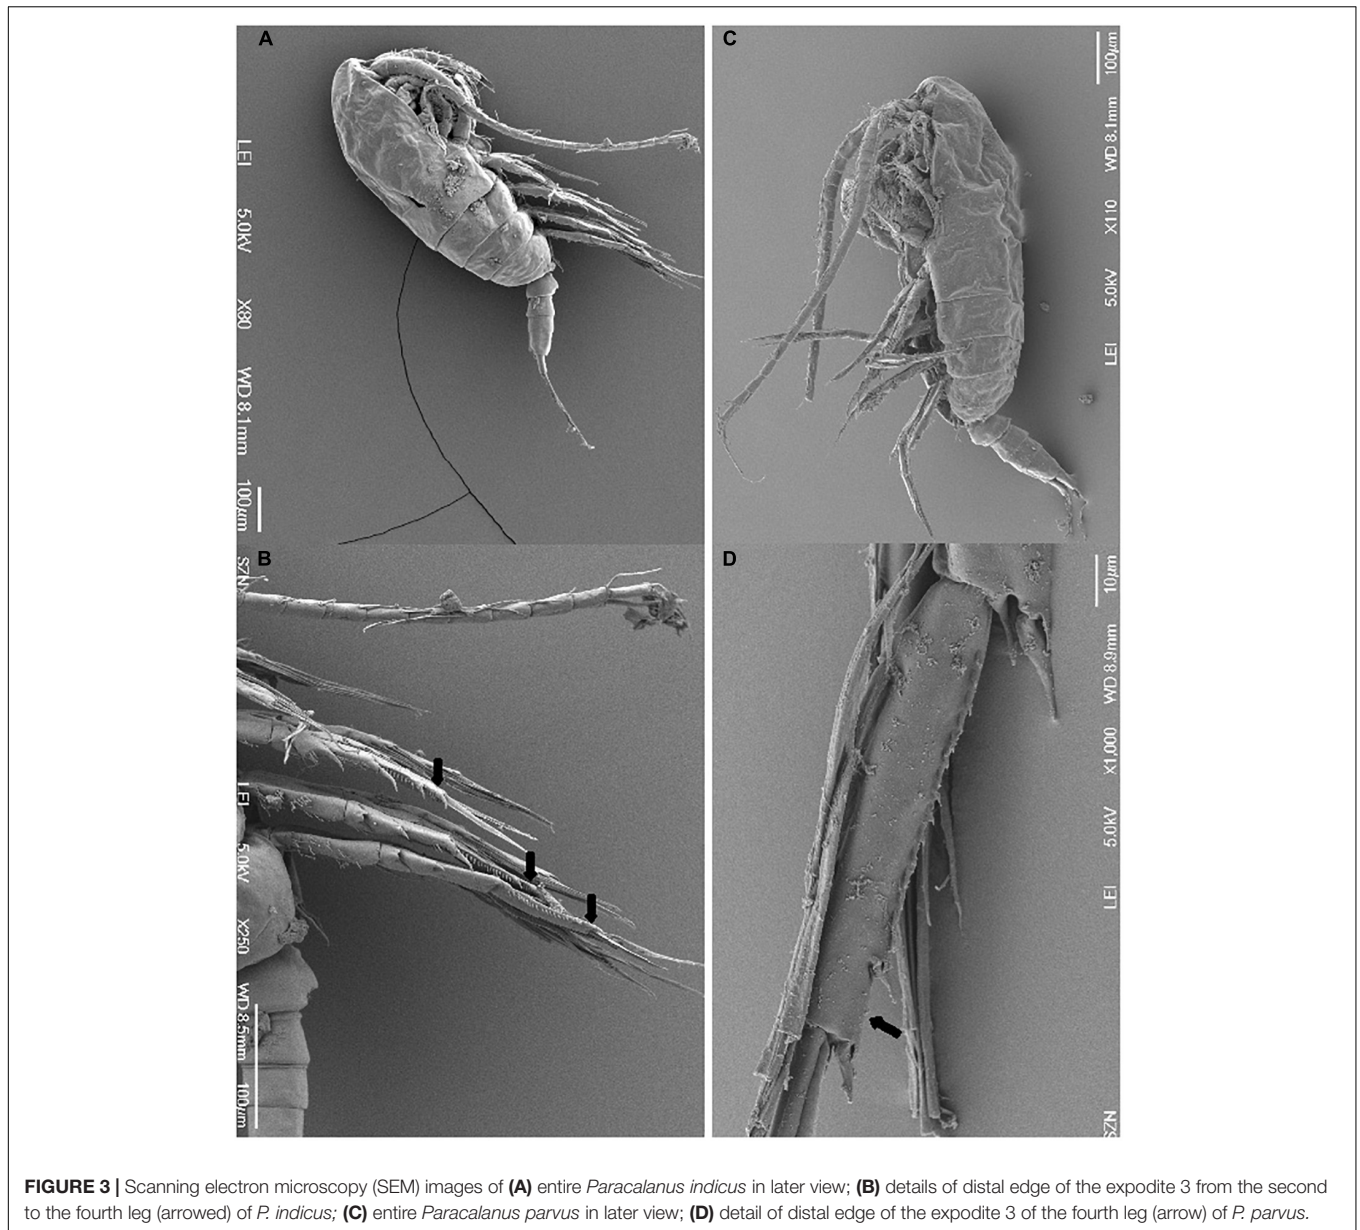 A
LEI 5.0kV X80 WD 8.1mm 100µm
C
LEI 5.0kV X110 WD 8.1mm 100µm
B
SZN LEI 5.0kV X250 WD 8.5mm 100µm
D
SZN LEI 5.0kV X1,000 WD 8.9mm 10µm
FIGURE 3 | Scanning electron microscopy (SEM) images of (A) entire Paracalanus indicus in later view; (B) details of distal edge of the expodite 3 from the second
to the fourth leg (arrowed) of P. indicus; (C) entire Paracalanus parvus in later view; (D) detail of distal edge of the expodite 3 of the fourth leg (arrow) of P. parvus.